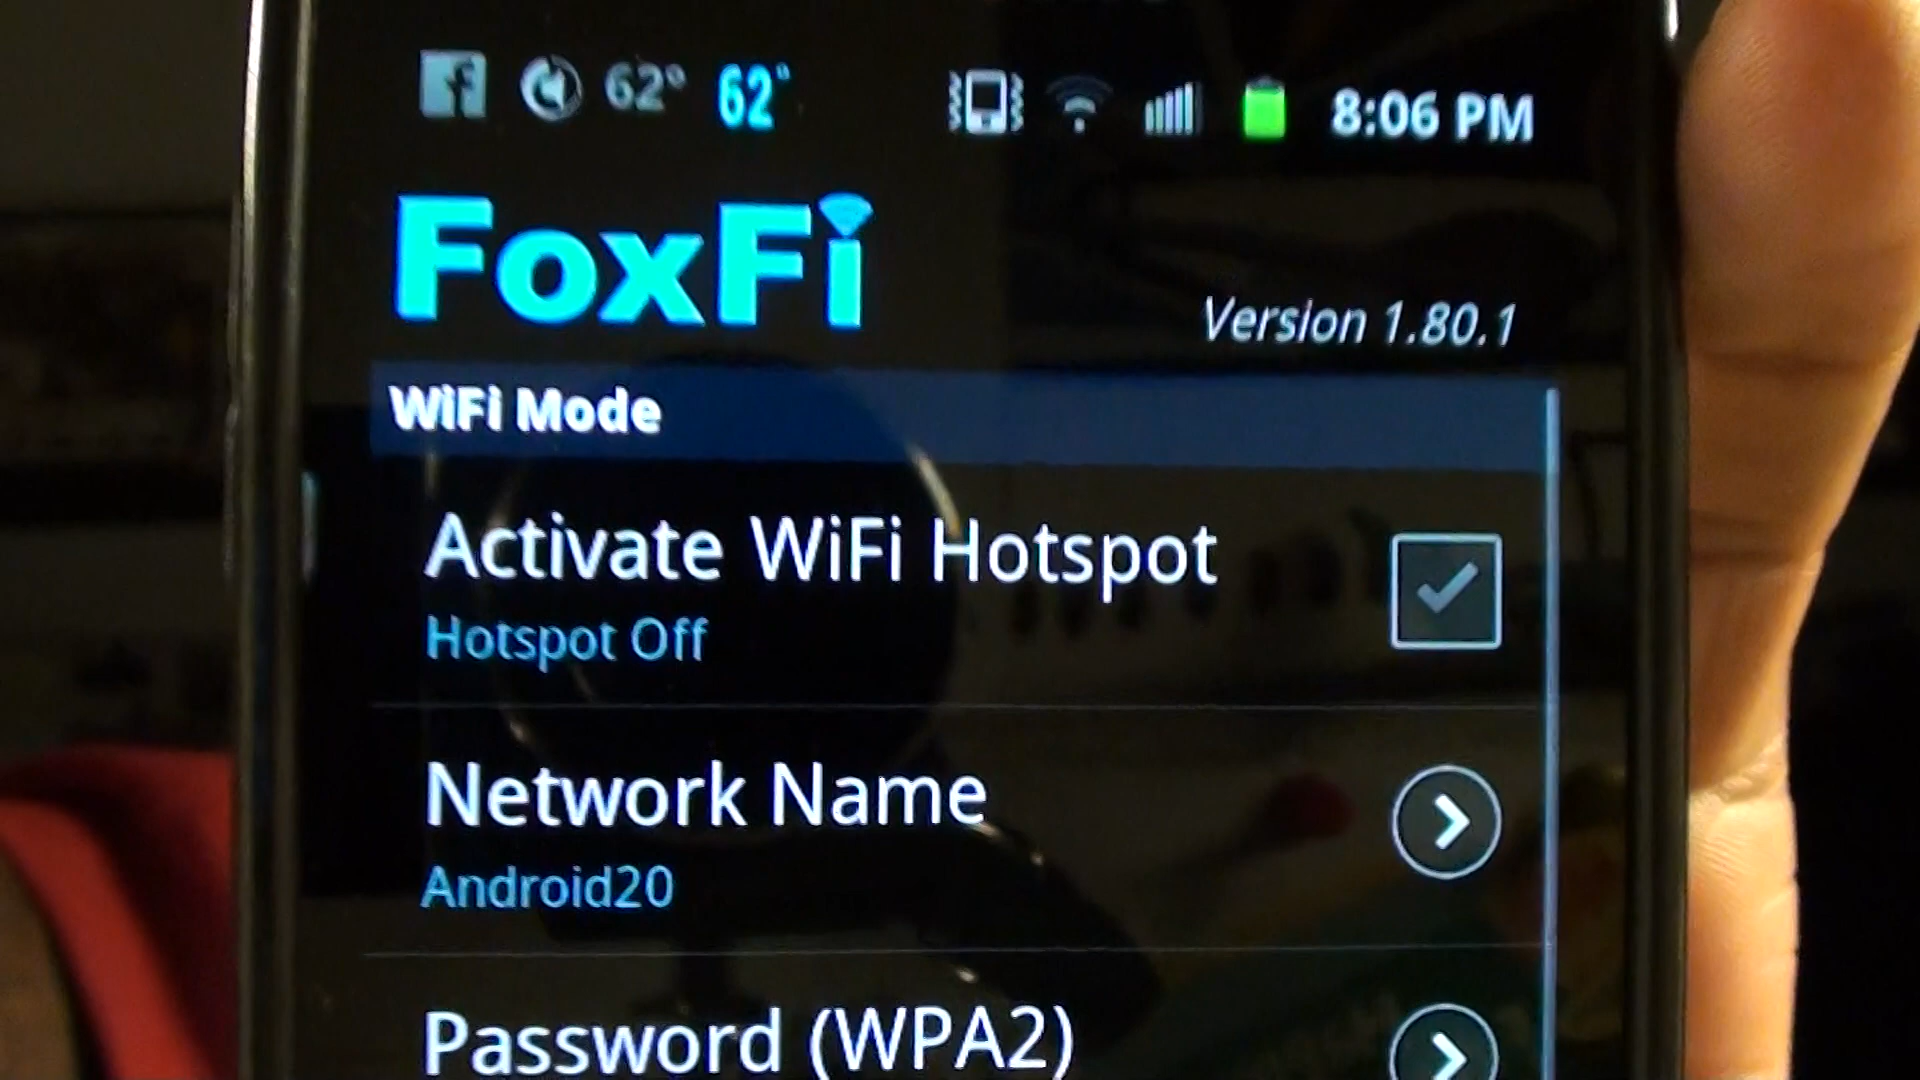 62° 62° 8:06 PM
FoxFi
Version 1.80.1
WiFi Mode
Activate WiFi Hotspot
Hotspot Off
Network Name
Android20
Password (WPA2)